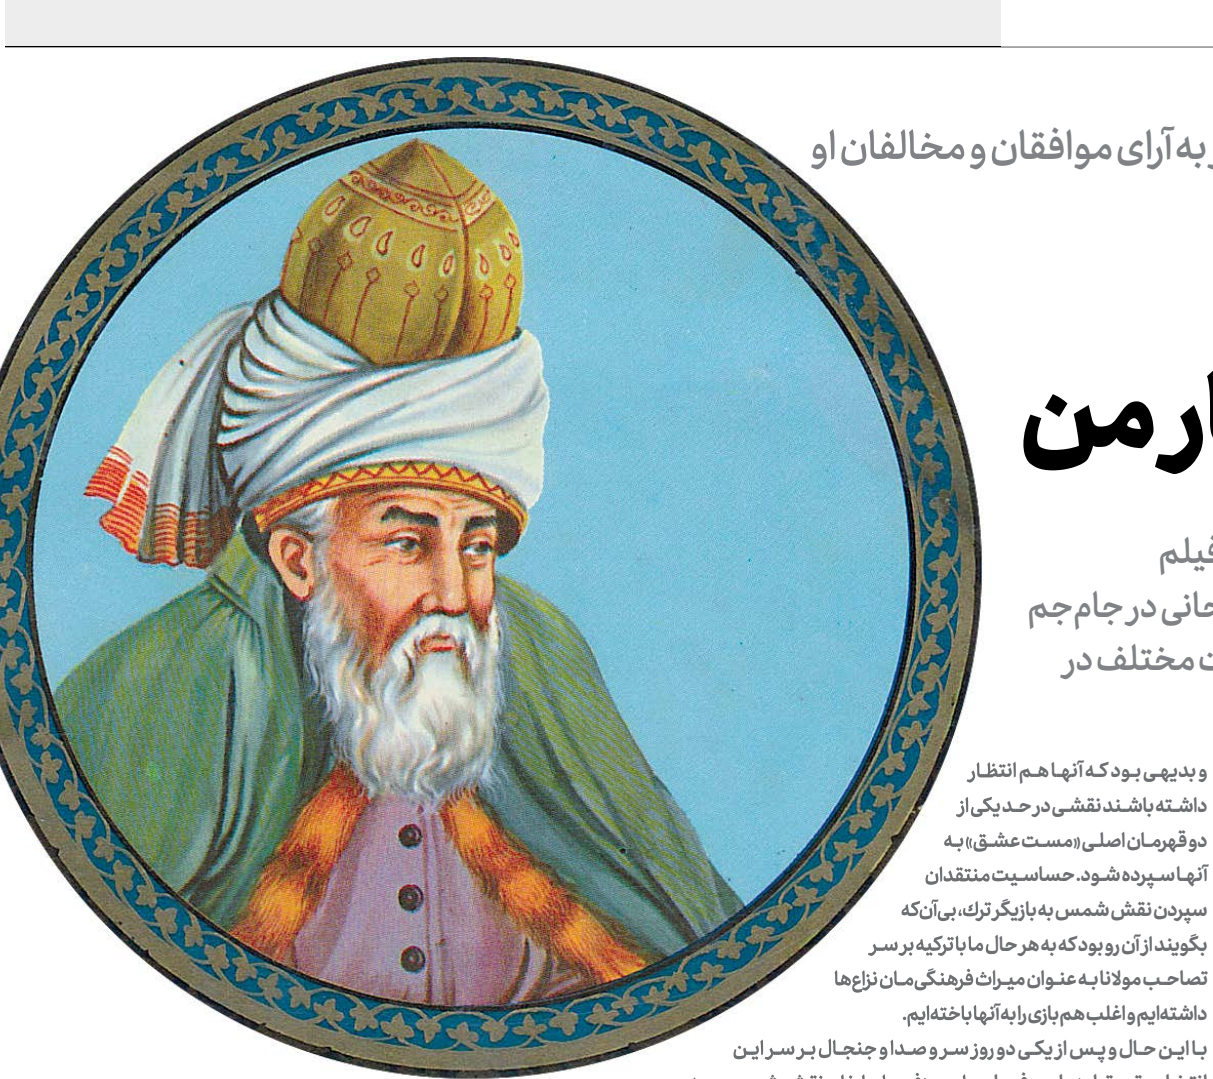 به آرای موافقان و مخالفان او
من
فیلم
در جام‌جم
مختلف در
و بدیهی بود که آنها هم انتظار
داشته باشند نقشی در حد یکی از
دو قهرمان اصلی «مست عشق» به
آنها سپرده شود. حساسیت منتقدان
سپردن نقش شمس به بازیگر ترك، بی‌آن‌که
بگویند از آن رو بود که به هر حال ما با ترکیه بر سر
تصاحب مولانا به عنوان میراث فرهنگی‌مان نزاع‌ها
داشته‌ایم و اغلب هم بازی را به آنها باخته‌ایم.
با این حال و پس از یکی دو روز سر و صدا و جنجال بر سر این